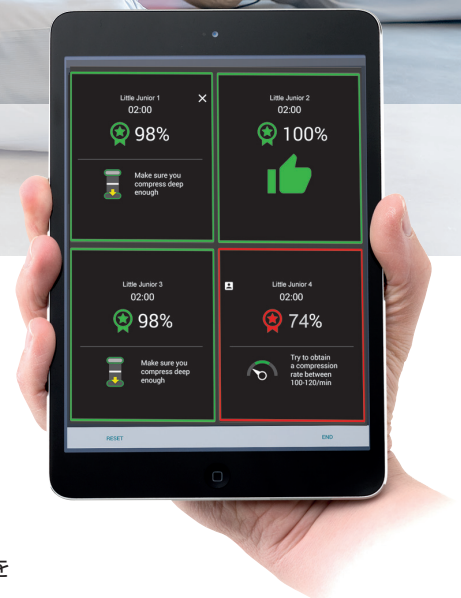 Little Junior 1
02:00
98%
Make sure you
compress deep
enough
Little Junior 2
02:00
100%
Little Junior 3
02:00
98%
Make sure you
compress deep
enough
Little Junior 4
02:00
74%
Try to obtain
a compression
rate between
100-120/min
RESET
END
を